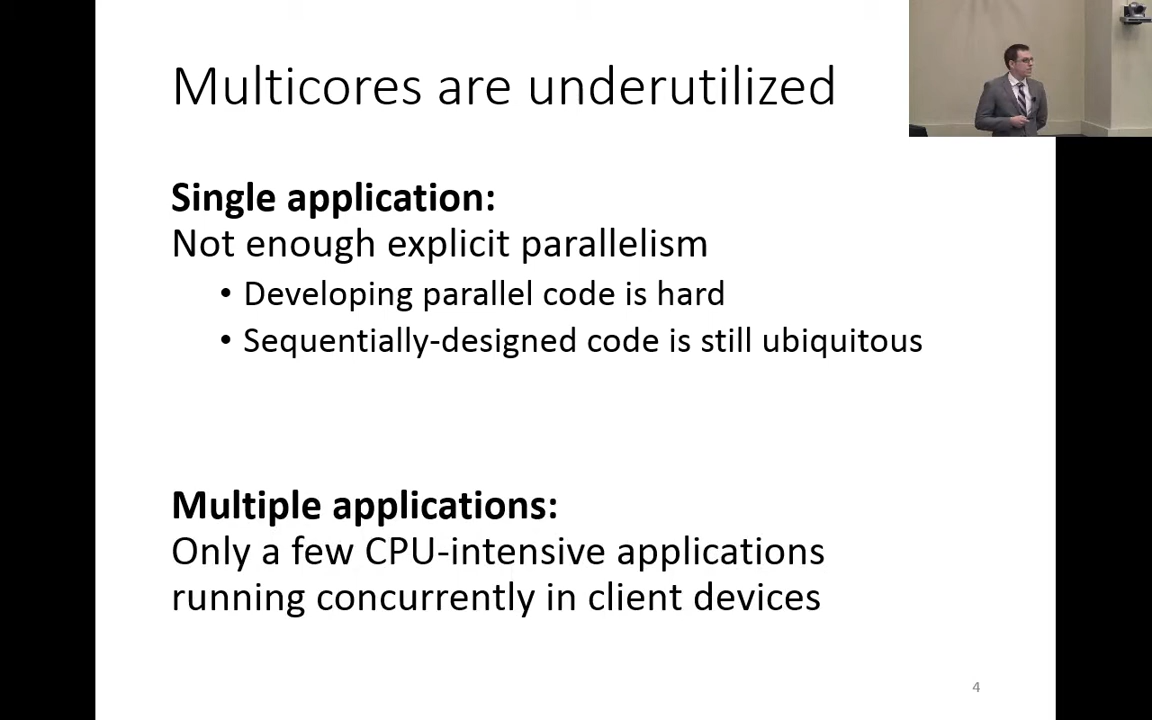 Multicores are underutilized
Single application:
Not enough explicit parallelism
• Developing parallel code is hard
• Sequentially-designed code is still ubiquitous
Multiple applications:
Only a few CPU-intensive applications
running concurrently in client devices
4